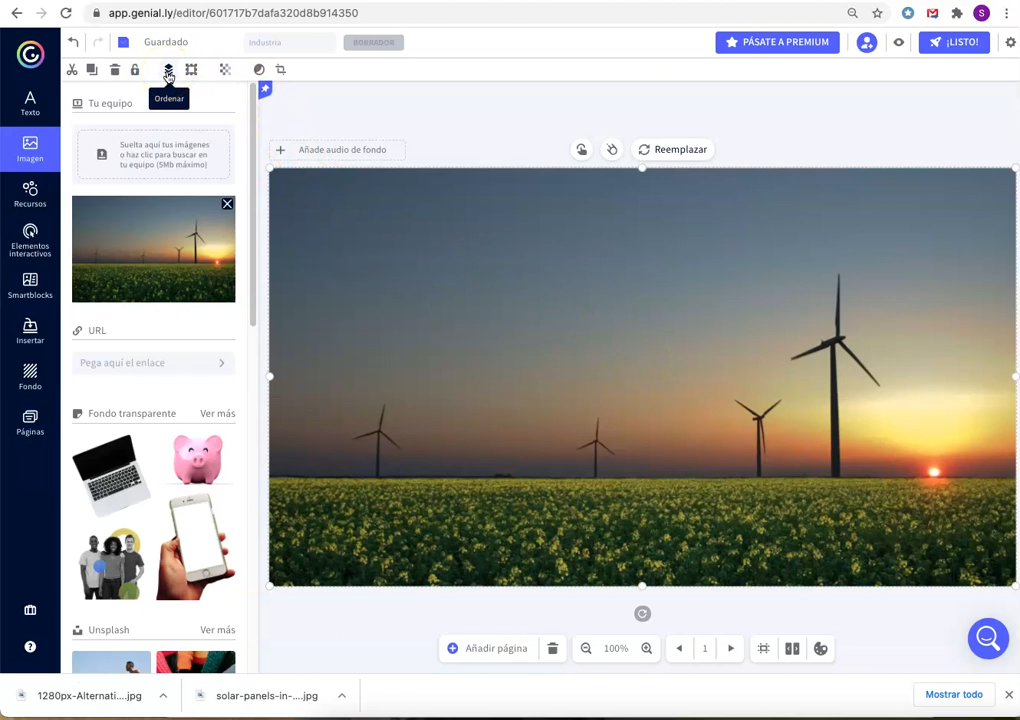 app.genial.ly/editor/601717b7dafa320d8b914350
S
Guardado
Industria
BORRADOR
PÁSATE A PREMIUM
¡LISTO!
Ordenar
Texto
Imagen
Recursos
Elementos
interactivos
Smartblocks
Insertar
Fondo
Páginas
Tu equipo
Suelta aquí tus imágenes
o haz clic para buscar en
tu equipo (5Mb máximo)
URL
Pega aquí el enlace
Fondo transparente
Ver más
Unsplash
Ver más
Añade audio de fondo
Reemplazar
Añadir página
100%
1
1280px-Alternati....jpg
solar-panels-in-....jpg
Mostrar todo